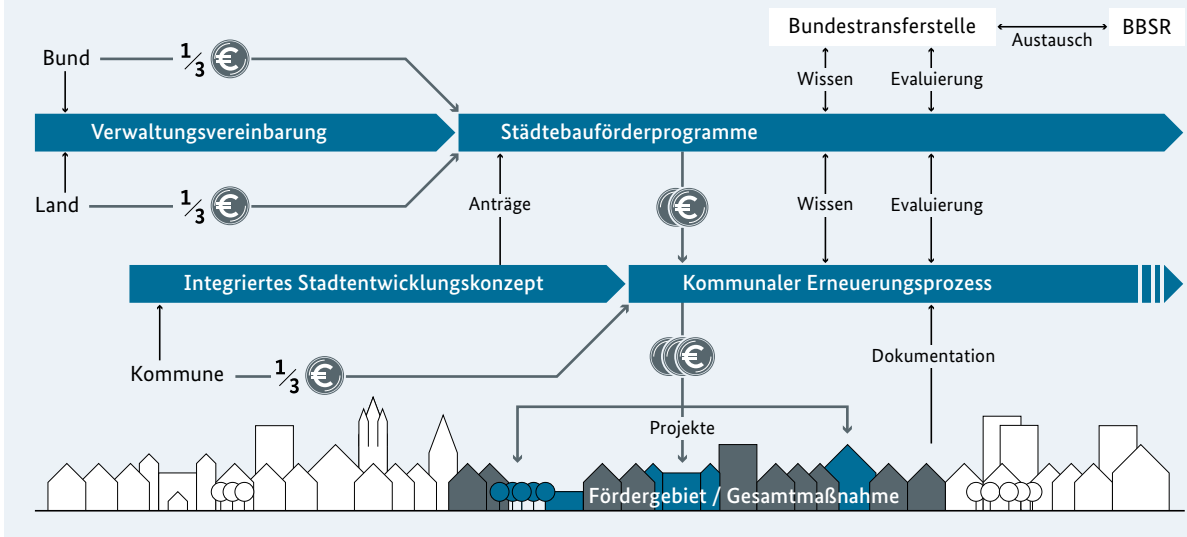 Bundestransferstelle
Austausch
BBSR
Bund
1/3 €
Wissen
Evaluierung
Verwaltungsvereinbarung
Städtebauförderprogramme
Land
1/3 €
Anträge
€
Wissen
Evaluierung
Integriertes Stadtentwicklungskonzept
Kommunaler Erneuerungsprozess
Kommune
1/3 €
€
Dokumentation
Projekte
Fördergebiet / Gesamtmaßnahme